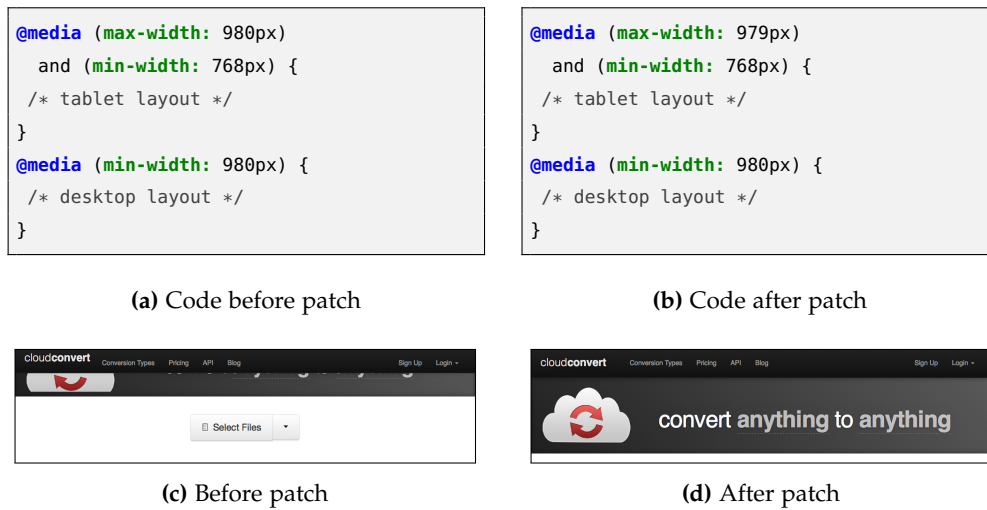 @media (max-width: 980px)
and (min-width: 768px) {
/* tablet layout */
}
@media (min-width: 980px) {
/* desktop layout */
}
(a) Code before patch
@media (max-width: 979px)
and (min-width: 768px) {
/* tablet layout */
}
@media (min-width: 980px) {
/* desktop layout */
}
(b) Code after patch
cloudconvert Conversion Types Pricing API Blog Sign Up Login
Select Files
(c) Before patch
cloudconvert Conversion Types Pricing API Blog Sign Up Login
convert anything to anything
(d) After patch